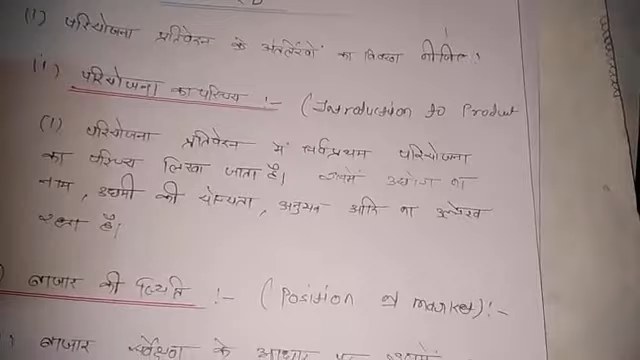 (1) परियोजना प्रतिवेदन के अंतर्लेखों का विवरण दीजिए।
(i) परियोजना का परिचय :- (Introduction to Product
(1) परियोजना प्रतिवेदन में सर्वप्रथम परियोजना
का परिचय लिखा जाता है। इसमें उद्योग का
नाम, उद्यमी की योग्यता, अनुभव आदि का उल्लेख
रहता है।
बाजार की स्थिति :- (Position of market) :-
बाजार सर्वेक्षण के आधार पर